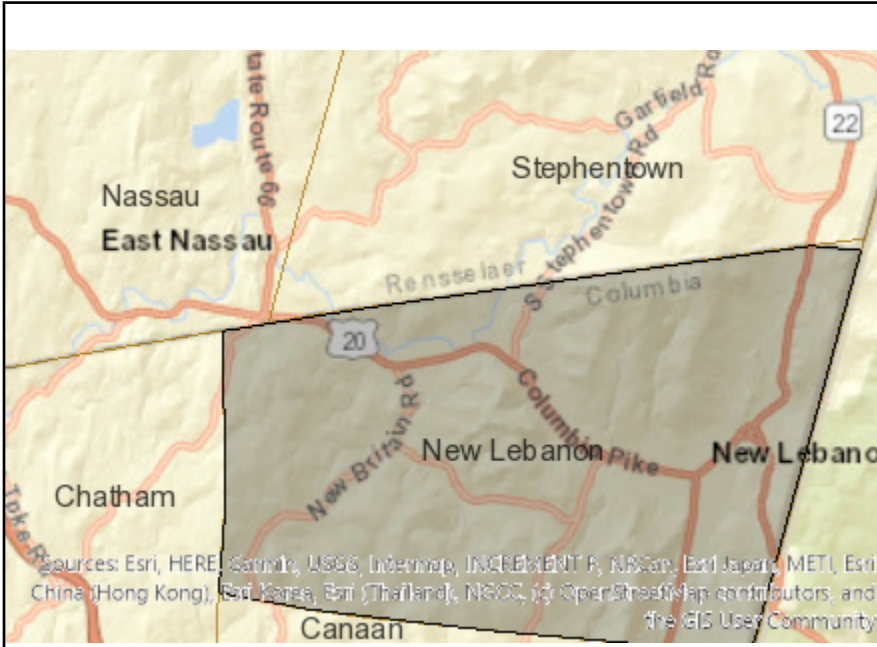 tate Route 66
Garfield Rd
22
Stephentown
Nassau
East Nassau
S Stephentown Rd
Rensselaer
Columbia
20
Columbia Pike
New Britain Rd
New Lebanon
New Lebano
Chatham
Tpke R
Sources: Esri, HERE, Garmin, USGS, Intermap, INCREMENT P, NRCan, Esri Japan, METI, Esri
China (Hong Kong), Esri Korea, Esri (Thailand), NGCC, (c) OpenStreetMap contributors, and
the GIS User Community
Canaan